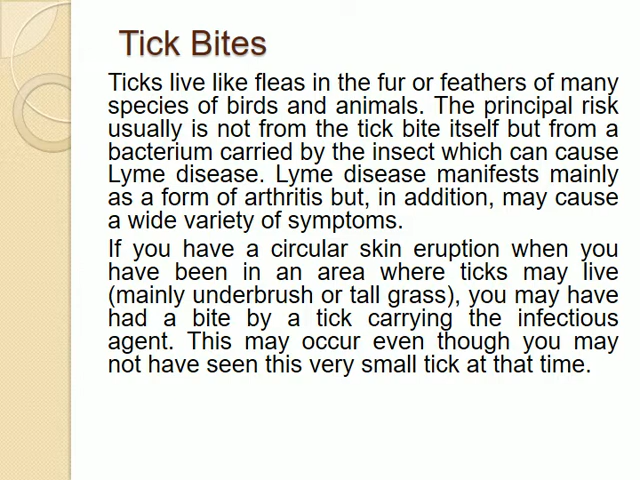 Tick Bites
Ticks live like fleas in the fur or feathers of many
species of birds and animals. The principal risk
usually is not from the tick bite itself but from a
bacterium carried by the insect which can cause
Lyme disease. Lyme disease manifests mainly
as a form of arthritis but, in addition, may cause
a wide variety of symptoms.
If you have a circular skin eruption when you
have been in an area where ticks may live
(mainly underbrush or tall grass), you may have
had a bite by a tick carrying the infectious
agent. This may occur even though you may
not have seen this very small tick at that time.